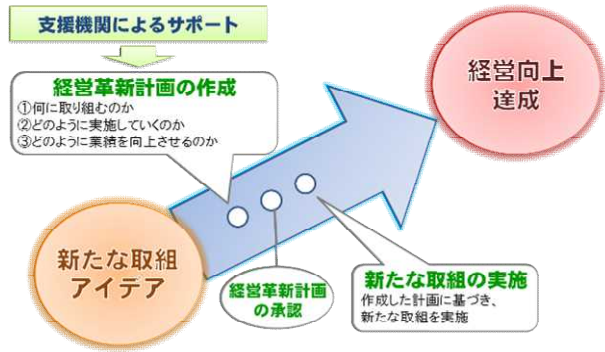 支援機関によるサポート
経営革新計画の作成
①何に取り組むのか
②どのように実施していくのか
③どのように業績を向上させるのか
経営向上
達成
新たな取組
アイデア
経営革新計画
の承認
新たな取組の実施
作成した計画に基づき、
新たな取組を実施